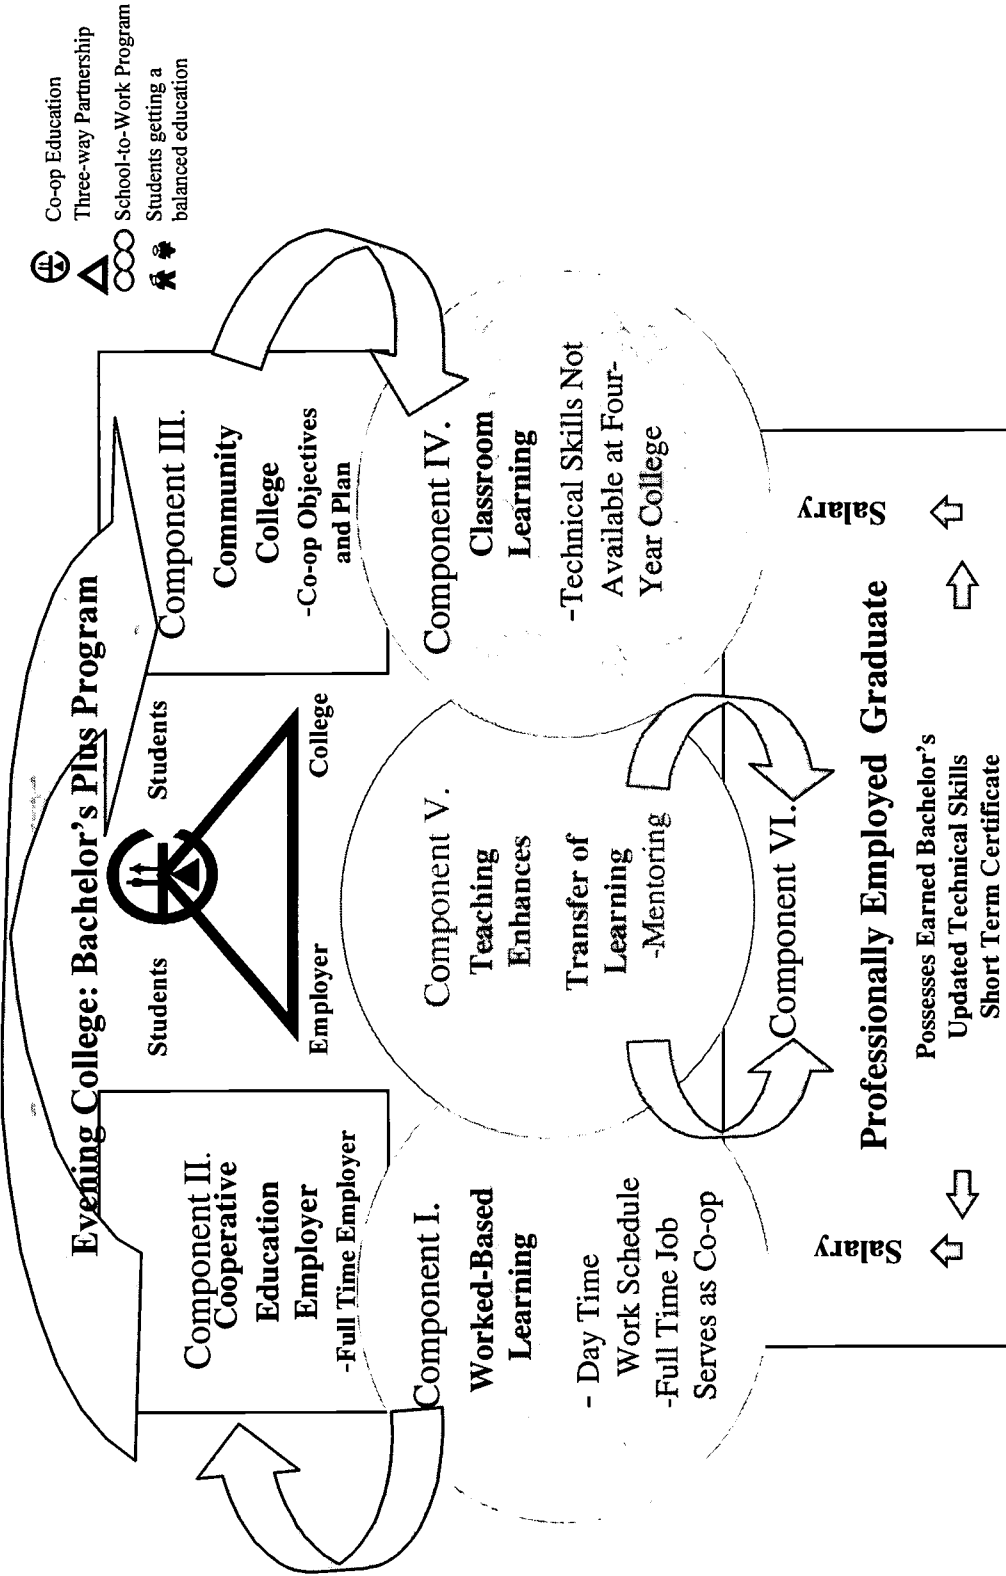 Co-op Education
Three-way Partnership
School-to-Work Program
Students getting a
balanced education
Evening College: Bachelor's Plus Program
Component II.
Cooperative
Education
Employer
-Full Time Employer
Students
Students
Employer
College
Component III.
Community
College
-Co-op Objectives
and Plan
Component I.
Worked-Based
Learning
- Day Time
Work Schedule
-Full Time Job
Serves as Co-op
Component V.
Teaching
Enhances
Transfer of
Learning
-Mentoring
Component IV.
Classroom
Learning
-Technical Skills Not
Available at Four-
Year College
Component VI.
Salary
Professionally Employed Graduate
Salary
Possesses Earned Bachelor's
Updated Technical Skills
Short Term Certificate